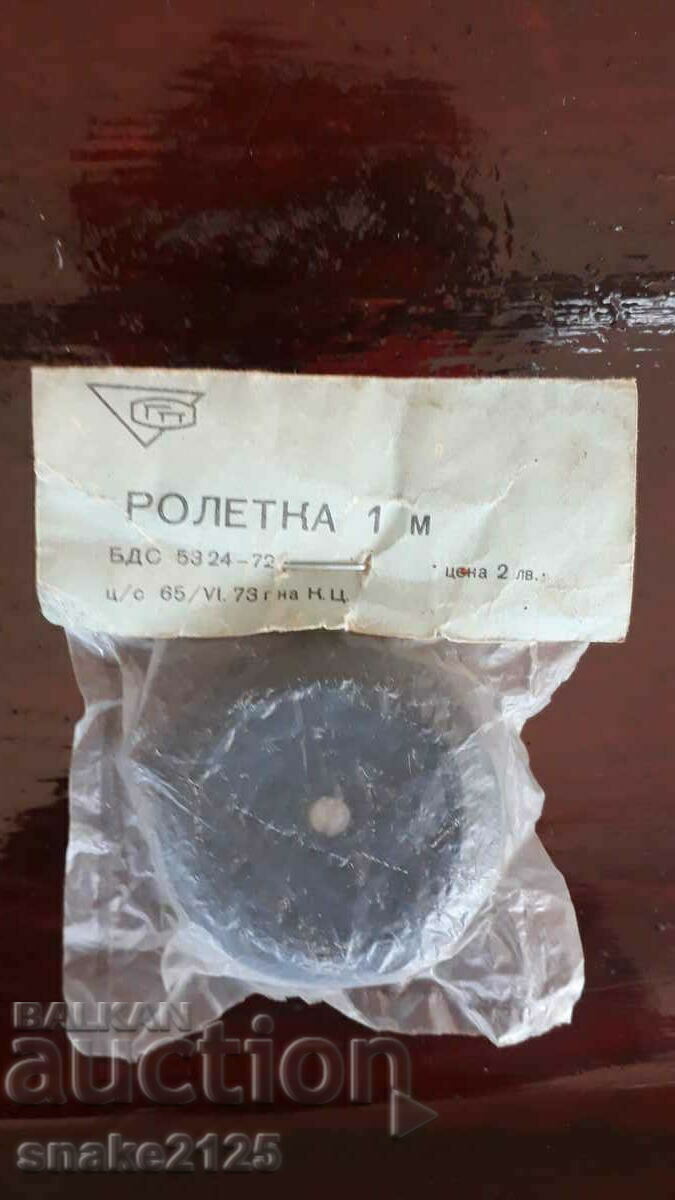 РОЛЕТКА 1 м
БДС 5324-72
цена 2 лв.
ц/с 65/VI. 73 г на К.Ц.
BALKAN
auction
snake2125